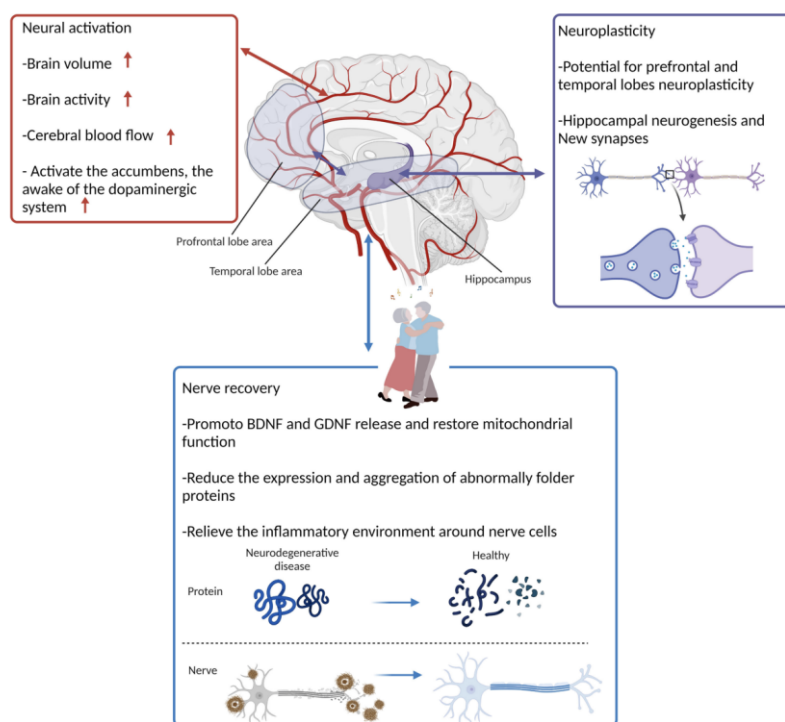 Neural activation
-Brain volume ↑
-Brain activity ↑
-Cerebral blood flow ↑
- Activate the accumbens, the
awake of the dopaminergic
system ↑
Neuroplasticity
-Potential for prefrontal and
temporal lobes neuroplasticity
-Hippocampal neurogenesis and
New synapses
Profrontal lobe area
Temporal lobe area
Hippocampus
Nerve recovery
-Promoto BDNF and GDNF release and restore mitochondrial
function
-Reduce the expression and aggregation of abnormally folder
proteins
-Relieve the inflammatory environment around nerve cells
Neurodegenerative
disease
Healthy
Protein
Nerve